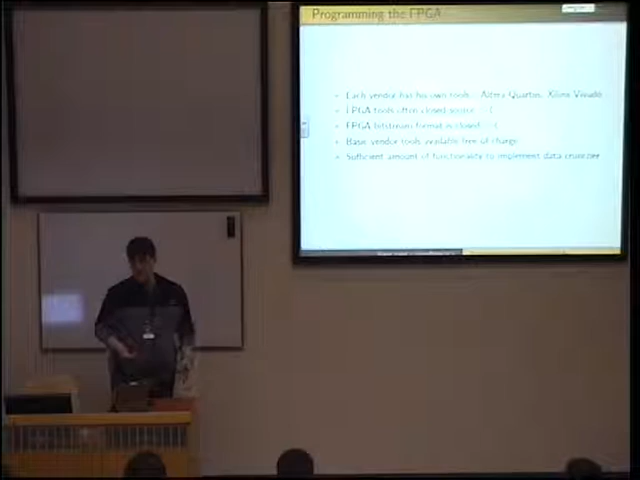 Programming the FPGA
Each vendor has his own tools Altera Quartus, Xilinx Vivado
FPGA tools often closed source :-(
FPGA bitstream format is closed :-(
Basic vendor tools available free of charge
Sufficient amount of functionality to implement data cruncher